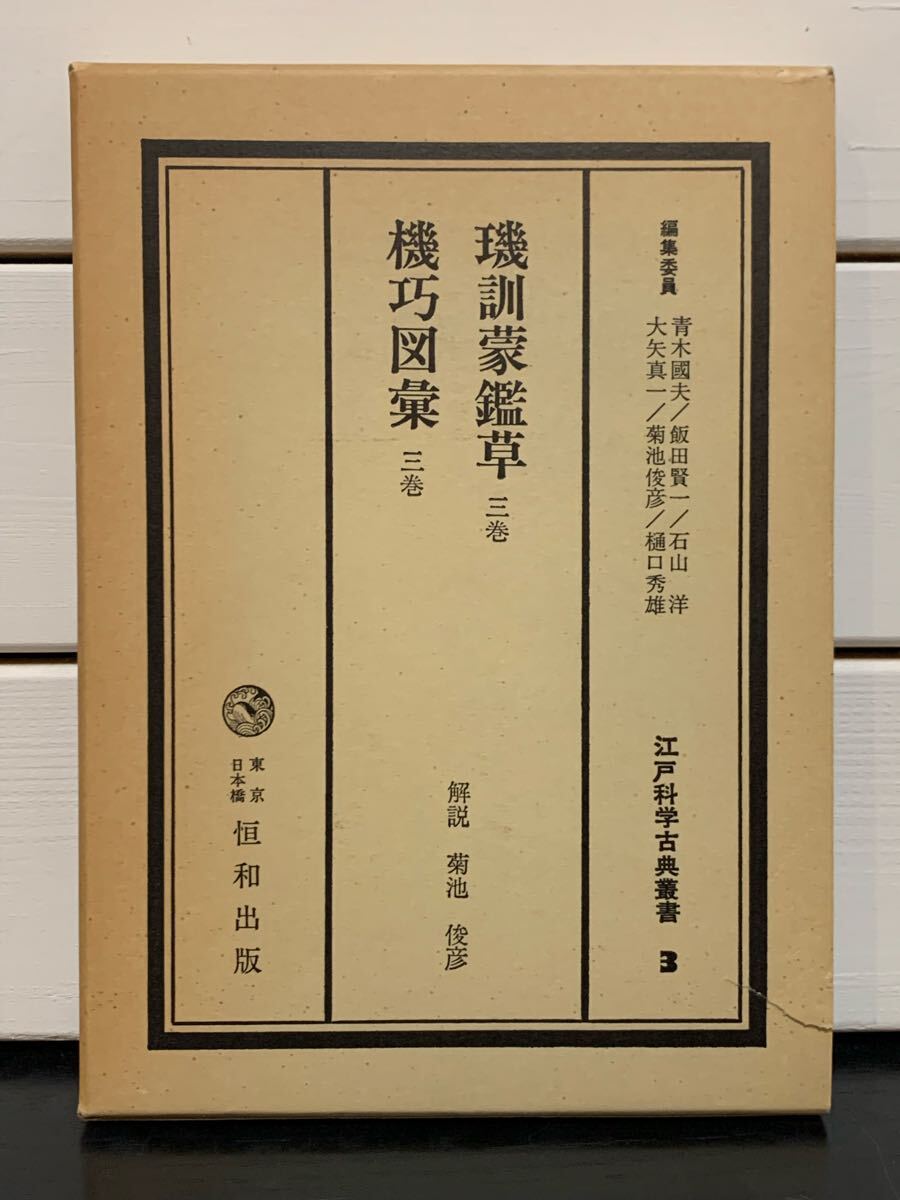 編集委員
青木國夫/飯田賢一/石山 洋
大矢真一/菊池俊彦/樋口秀雄
江戸科学古典叢書 3
璣訓蒙鑑草 三巻
機巧図彙 三巻
解説 菊池 俊彦
東京
日本橋
恒和出版